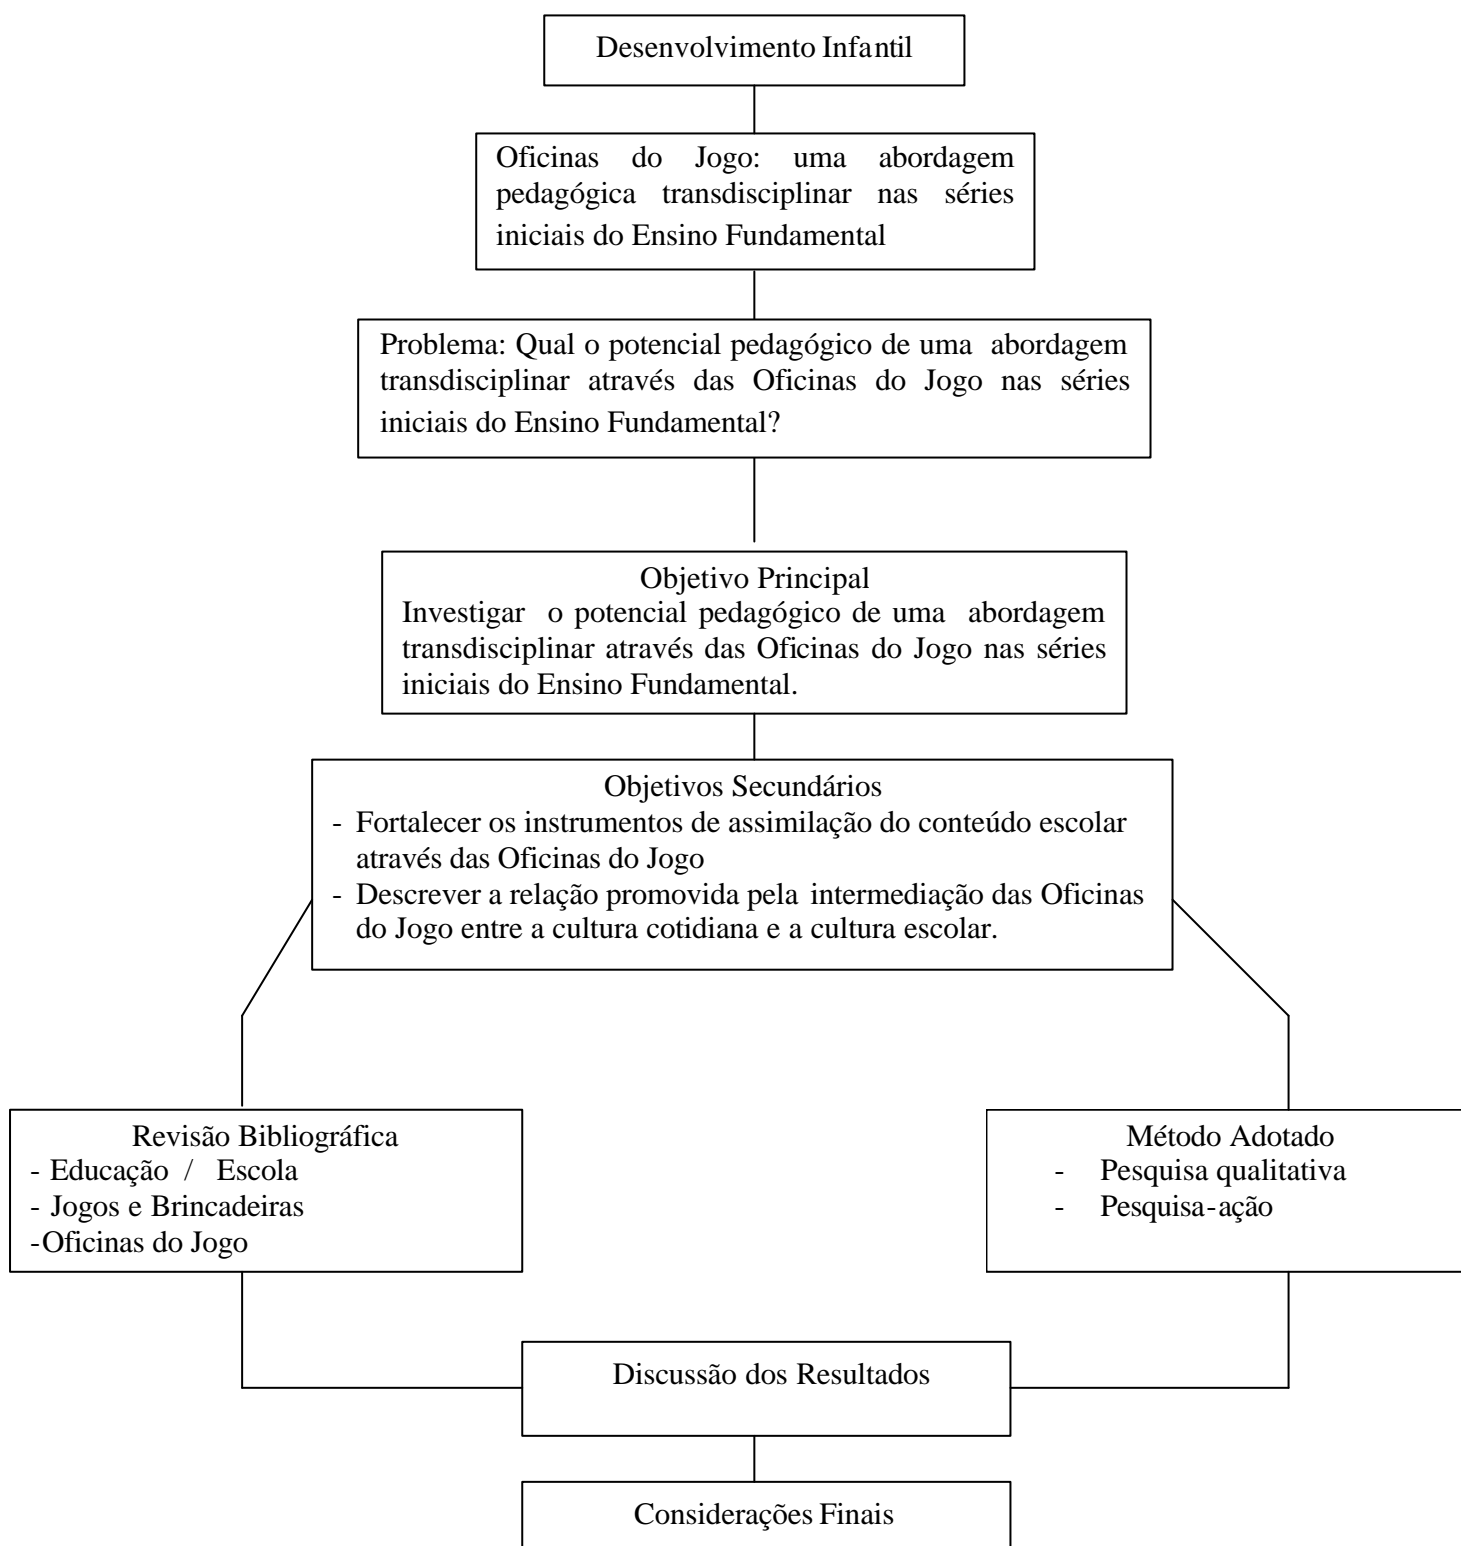 Desenvolvimento Infantil
Oficinas do Jogo: uma abordagem
pedagógica transdisciplinar nas séries
iniciais do Ensino Fundamental
Problema: Qual o potencial pedagógico de uma abordagem
transdisciplinar através das Oficinas do Jogo nas séries
iniciais do Ensino Fundamental?
Objetivo Principal
Investigar o potencial pedagógico de uma abordagem
transdisciplinar através das Oficinas do Jogo nas séries
iniciais do Ensino Fundamental.
Objetivos Secundários
- Fortalecer os instrumentos de assimilação do conteúdo escolar
através das Oficinas do Jogo
- Descrever a relação promovida pela intermediação das Oficinas
do Jogo entre a cultura cotidiana e a cultura escolar.
Revisão Bibliográfica
- Educação / Escola
- Jogos e Brincadeiras
-Oficinas do Jogo
Método Adotado
- Pesquisa qualitativa
- Pesquisa-ação
Discussão dos Resultados
Considerações Finais